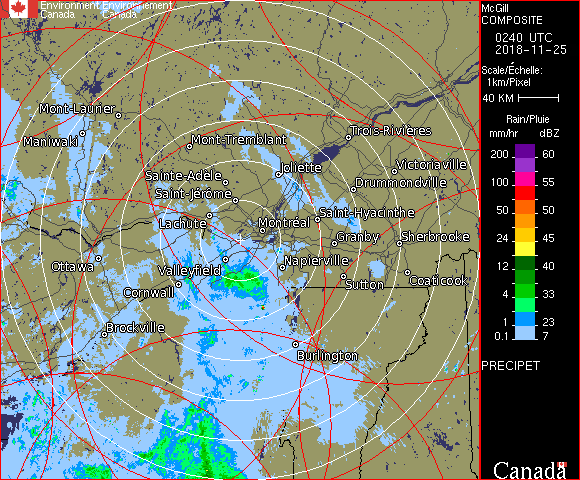 Environment Environnement
Canada Canada
McGill
COMPOSITE
0240 UTC
2018-11-25
Scale/Échelle:
1km/Pixel
40 KM
Rain/Pluie
mm/hr dBZ
200 60
100 55
50 50
24 45
12 40
4 33
1 23
0.1 7
PRECIPET
Canada
Mont-Laurier
Maniwaki
Mont-Tremblant
Trois-Rivières
Joliette
Victoriaville
Sainte-Adèle
Drummondville
Saint-Jérôme
Saint-Hyacinthe
Lachute
Montréal
Granby
Sherbrooke
Ottawa
Valleyfield
Napierville
Cornwall
Sutton
Coaticook
Brockville
Burlington